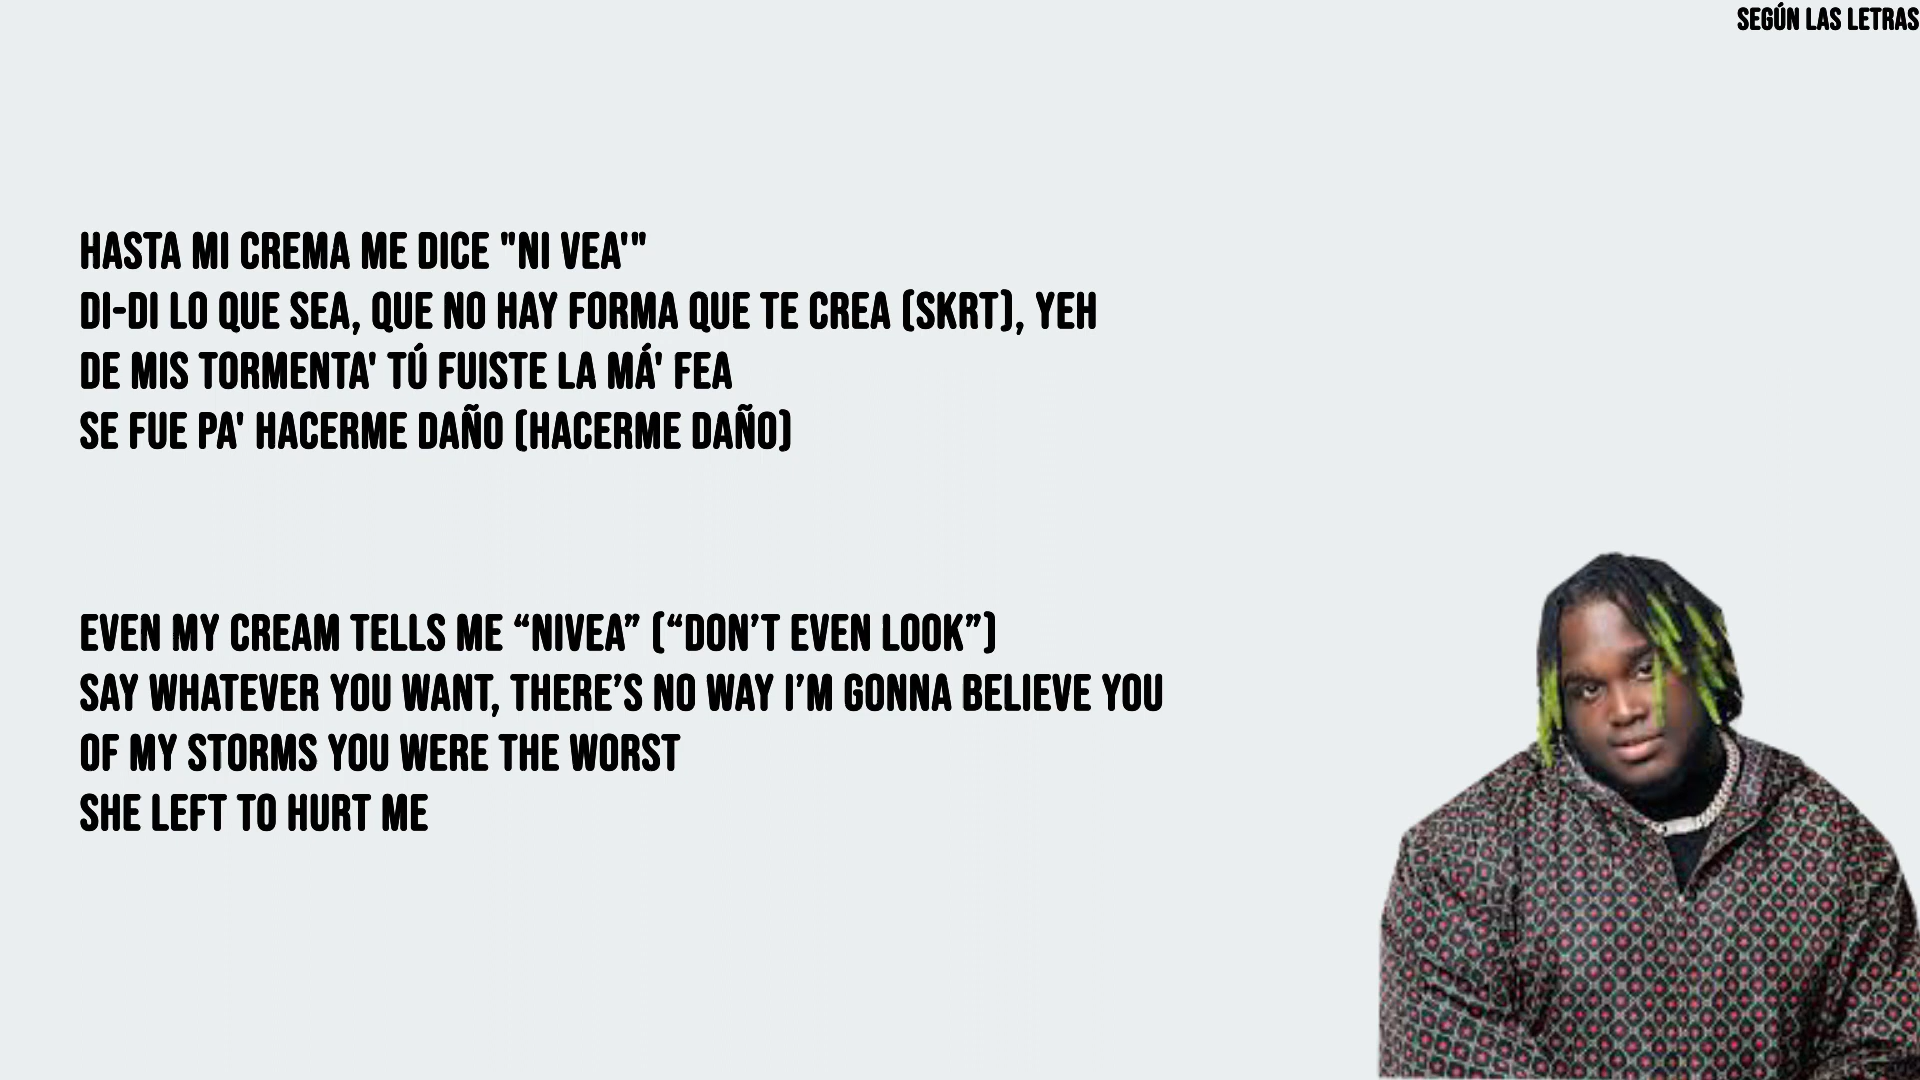 SEGÚN LAS LETRAS
HASTA MI CREMA ME DICE "NI VEA'"
DI-DI LO QUE SEA, QUE NO HAY FORMA QUE TE CREA (SKRT), YEH
DE MIS TORMENTA' TÚ FUISTE LA MÁ' FEA
SE FUE PA' HACERME DAÑO (HACERME DAÑO)
EVEN MY CREAM TELLS ME “NIVEA” (“DON’T EVEN LOOK”)
SAY WHATEVER YOU WANT, THERE’S NO WAY I’M GONNA BELIEVE YOU
OF MY STORMS YOU WERE THE WORST
SHE LEFT TO HURT ME